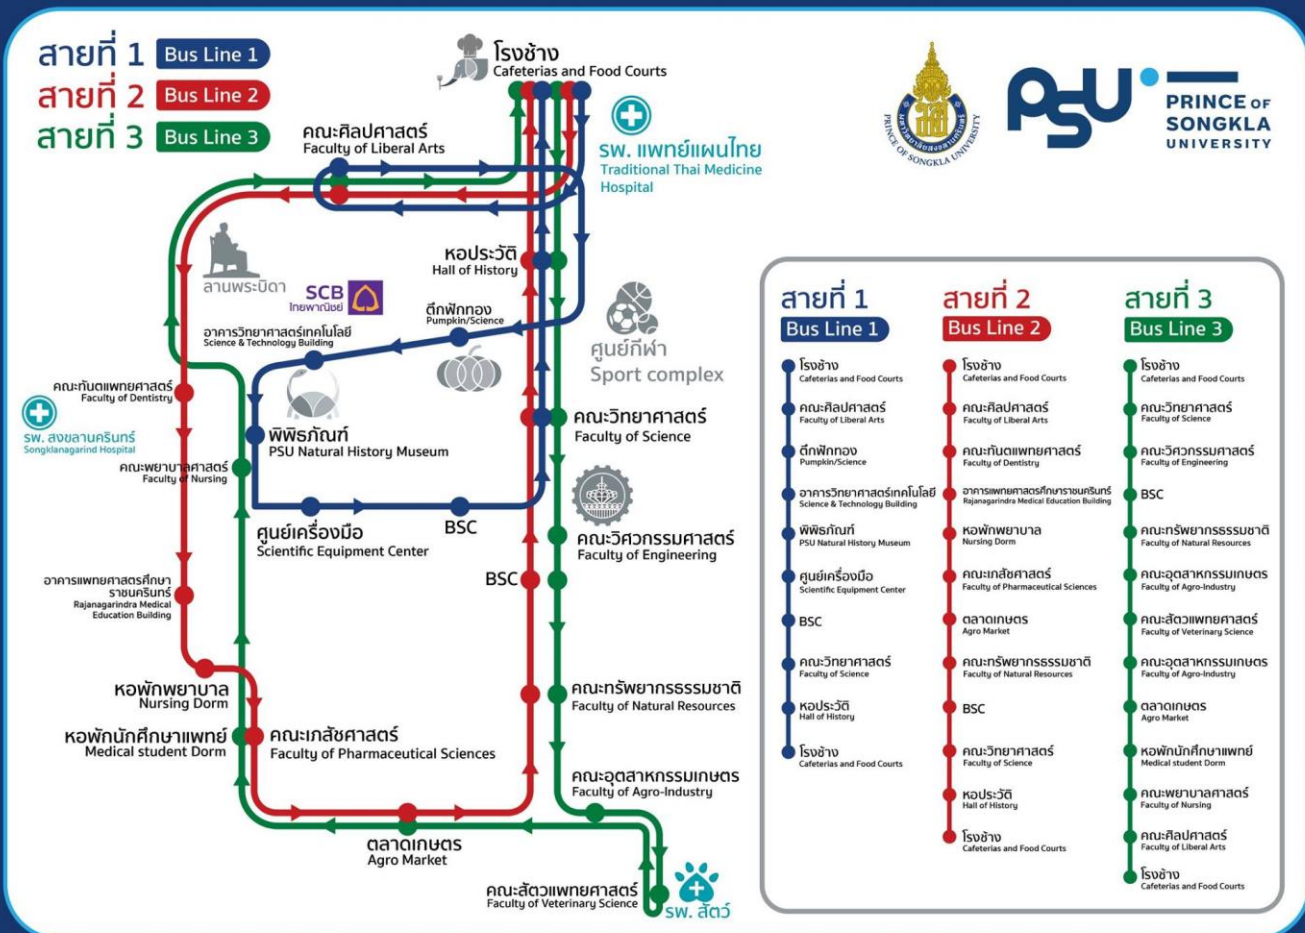 สายที่ 1 Bus Line 1
สายที่ 2 Bus Line 2
สายที่ 3 Bus Line 3
โรงช้าง
Cafeterias and Food Courts
คณะศิลปศาสตร์
Faculty of Liberal Arts
รพ. แพทย์แผนไทย
Traditional Thai Medicine
Hospital
PRINCE OF SONGKLA UNIVERSITY
PSU
PRINCE OF
SONGKLA
UNIVERSITY
หอประวัติ
Hall of History
ลานพระบิดา
SCB
ไทยพาณิชย์
ตึกฟักทอง
Pumpkin/Science
อาคารวิทยาศาสตร์เทคโนโลยี
Science & Technology Building
ศูนย์กีฬา
Sport complex
คณะทันตแพทยศาสตร์
Faculty of Dentistry
รพ. สงขลานครินทร์
Songklanagarind Hospital
พิพิธภัณฑ์
PSU Natural History Museum
คณะวิทยาศาสตร์
Faculty of Science
คณะพยาบาลศาสตร์
Faculty of Nursing
ศูนย์เครื่องมือ
Scientific Equipment Center
BSC
คณะวิศวกรรมศาสตร์
Faculty of Engineering
BSC
อาคารแพทยศาสตรศึกษา
ราชนครินทร์
Rajanagarindra Medical
Education Building
หอพักพยาบาล
Nursing Dorm
คณะทรัพยากรธรรมชาติ
Faculty of Natural Resources
หอพักนักศึกษาแพทย์
Medical student Dorm
คณะเภสัชศาสตร์
Faculty of Pharmaceutical Sciences
คณะอุตสาหกรรมเกษตร
Faculty of Agro-Industry
ตลาดเกษตร
Agro Market
คณะสัตวแพทยศาสตร์
Faculty of Veterinary Science
รพ. สัตว์
สายที่ 1
Bus Line 1
โรงช้าง
Cafeterias and Food Courts
คณะศิลปศาสตร์
Faculty of Liberal Arts
ตึกฟักทอง
Pumpkin/Science
อาคารวิทยาศาสตร์เทคโนโลยี
Science & Technology Building
พิพิธภัณฑ์
PSU Natural History Museum
ศูนย์เครื่องมือ
Scientific Equipment Center
BSC
คณะวิทยาศาสตร์
Faculty of Science
หอประวัติ
Hall of History
โรงช้าง
Cafeterias and Food Courts
สายที่ 2
Bus Line 2
โรงช้าง
Cafeterias and Food Courts
คณะศิลปศาสตร์
Faculty of Liberal Arts
คณะทันตแพทยศาสตร์
Faculty of Dentistry
อาคารแพทยศาสตรศึกษาราชนครินทร์
Rajanagarindra Medical Education Building
หอพักพยาบาล
Nursing Dorm
คณะเภสัชศาสตร์
Faculty of Pharmaceutical Sciences
ตลาดเกษตร
Agro Market
คณะทรัพยากรธรรมชาติ
Faculty of Natural Resources
BSC
คณะวิทยาศาสตร์
Faculty of Science
หอประวัติ
Hall of History
โรงช้าง
Cafeterias and Food Courts
สายที่ 3
Bus Line 3
โรงช้าง
Cafeterias and Food Courts
คณะวิทยาศาสตร์
Faculty of Science
คณะวิศวกรรมศาสตร์
Faculty of Engineering
BSC
คณะทรัพยากรธรรมชาติ
Faculty of Natural Resources
คณะอุตสาหกรรมเกษตร
Faculty of Agro-Industry
คณะสัตวแพทยศาสตร์
Faculty of Veterinary Science
คณะอุตสาหกรรมเกษตร
Faculty of Agro-Industry
ตลาดเกษตร
Agro Market
หอพักนักศึกษาแพทย์
Medical student Dorm
คณะพยาบาลศาสตร์
Faculty of Nursing
คณะศิลปศาสตร์
Faculty of Liberal Arts
โรงช้าง
Cafeterias and Food Courts